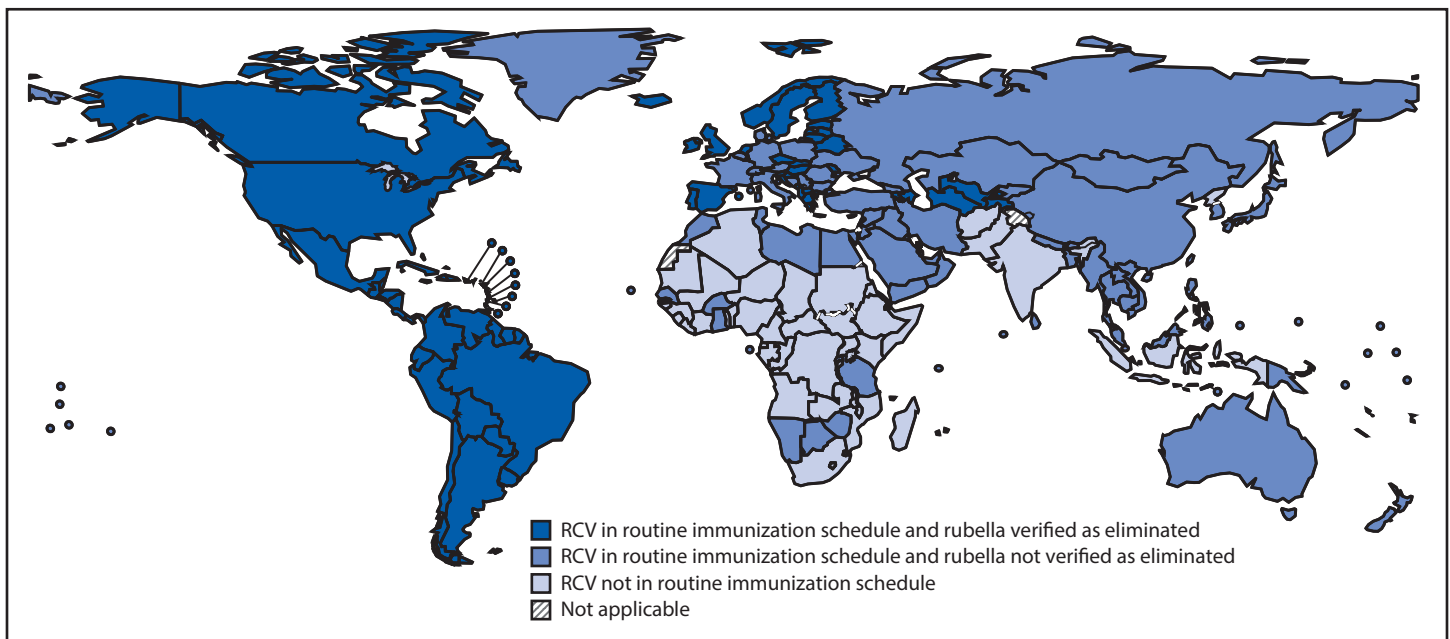 RCV in routine immunization schedule and rubella verified as eliminated
RCV in routine immunization schedule and rubella not verified as eliminated
RCV not in routine immunization schedule
Not applicable